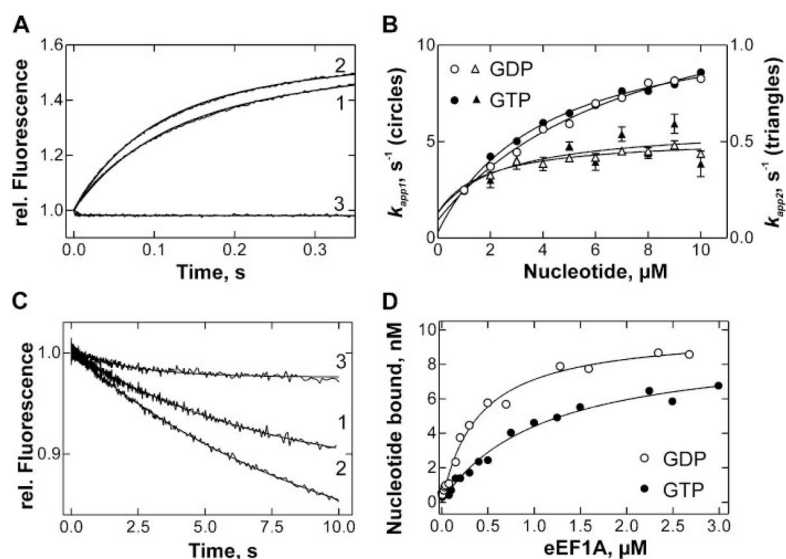 A
rel. Fluorescence
1.6
1.4
1.2
1.0
2
1
3
0.0
0.1
0.2
0.3
Time, s
B
k_app1, s⁻¹ (circles)
10
5
0
GDP
GTP
1.0
0.5
0.0
k_app2, s⁻¹ (triangles)
0
2
4
6
8
10
Nucleotide, µM
C
rel. Fluorescence
1.0
0.9
3
1
2
0.0
2.5
5.0
7.5
10.0
Time, s
D
Nucleotide bound, nM
10
8
6
4
2
0
GDP
GTP
0.0
0.5
1.0
1.5
2.0
2.5
3.0
eEF1A, µM